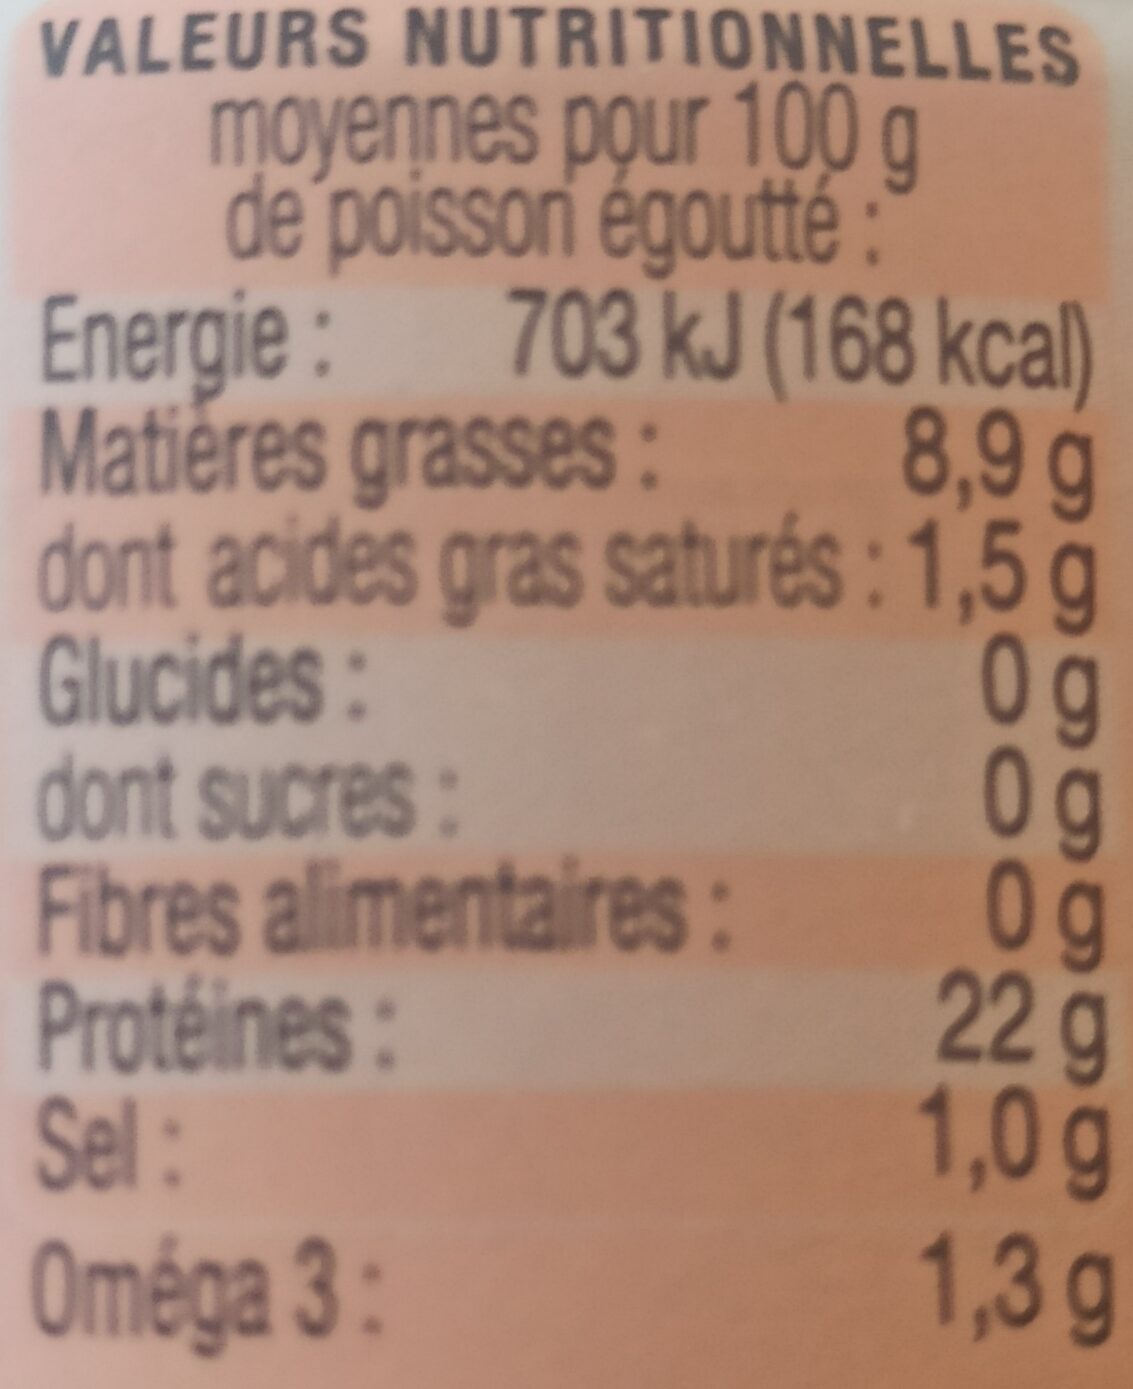 VALEURS NUTRITIONNELLES
moyennes pour 100 g
de poisson égoutté :
Energie : 703 kJ (168 kcal)
Matières grasses : 8,9 g
dont acides gras saturés : 1,5 g
Glucides : 0 g
dont sucres : 0 g
Fibres alimentaires : 0 g
Protéines : 22 g
Sel : 1,0 g
Oméga 3 : 1,3 g